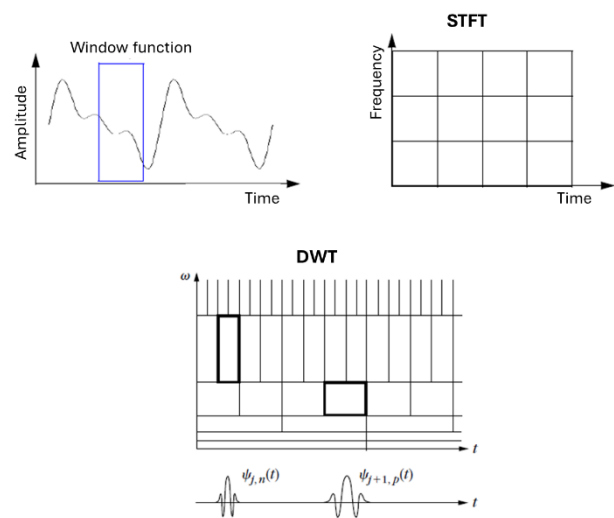 STFT
Window function
Amplitude
Time
Frequency
Time
DWT
ω
t
ψj,n(t)
ψj+1,p(t)
t